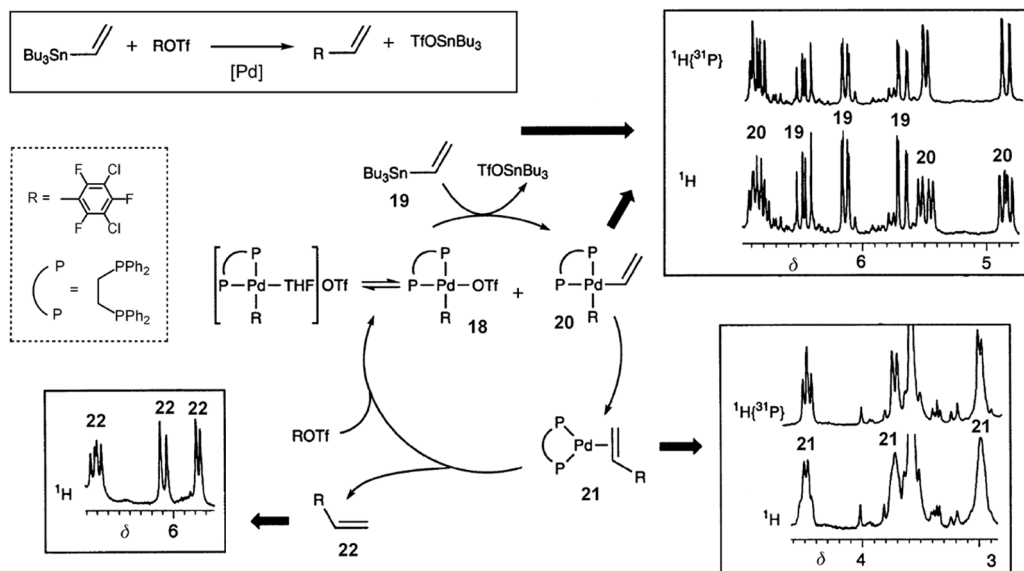 Bu3Sn + ROTf [Pd] R + TfOSnBu3
R = F Cl F Cl F
P P = PPh2 PPh2
Bu3Sn 19 TfOSnBu3
P P Pd THF R OTf
P P Pd OTf R 18
+
P P Pd R 20
ROTf
P P Pd R 21
R 22
1H{31P}
19 19
20 19 19 20 20
1H
δ 6 5
1H{31P}
21 21 21
1H
δ 4 3
22 22 22
1H
δ 6